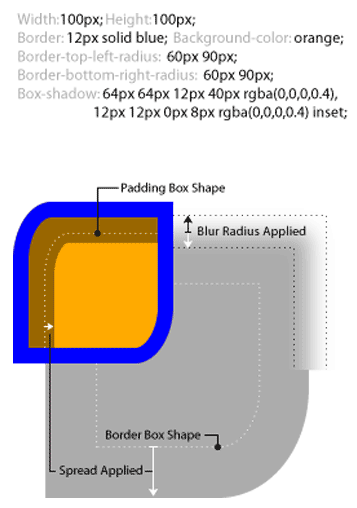 Width:100px; Height:100px;
Border: 12px solid blue; Background-color: orange;
Border-top-left-radius: 60px 90px;
Border-bottom-right-radius: 60px 90px;
Box-shadow: 64px 64px 12px 40px rgba(0,0,0,0.4),
12px 12px 0px 8px rgba(0,0,0,0.4) inset;
Padding Box Shape
Blur Radius Applied
Border Box Shape
Spread Applied